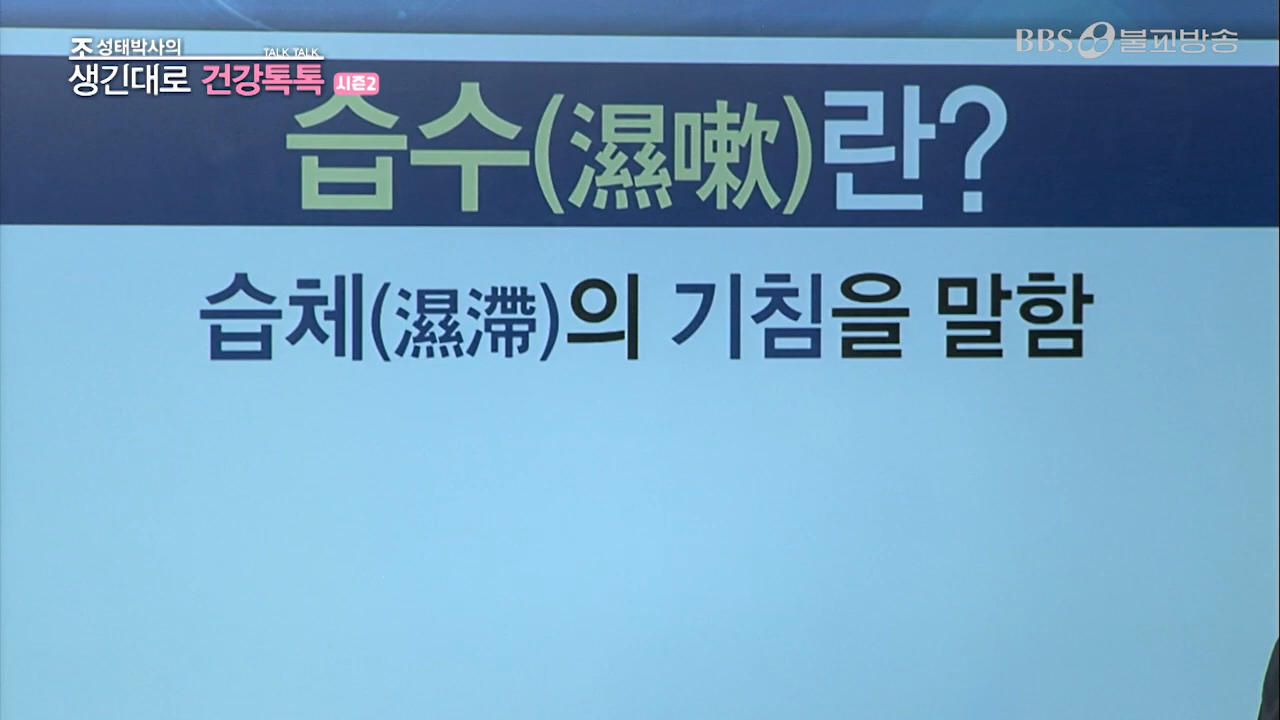 조성태박사의
TALK TALK
생긴대로 건강톡톡 시즌2
BBS 불교방송
습수(濕嗽)란?
습체(濕滯)의 기침을 말함